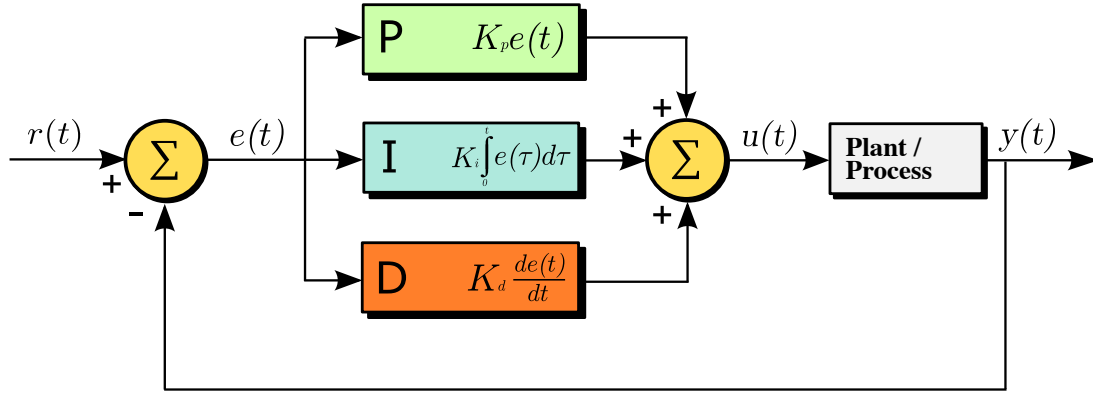 P K_p e(t)
r(t)
+
-
Σ
e(t)
I K_i ∫_0^t e(τ)dτ
D K_d de(t)/dt
+
+
+
Σ
u(t)
Plant /
Process
y(t)